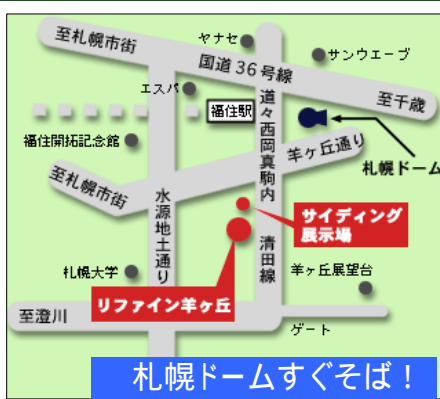 至札幌市街
ヤナセ
サンウエーブ
国道36号線
至千歳
エスパ
福住駅
道々西岡真駒内
清田線
札幌ドーム
羊ヶ丘通り
福住開拓記念館
至札幌市街
水源地土通り
サイディング
展示場
札幌大学
リファイン羊ヶ丘
羊ヶ丘展望台
至澄川
ゲート
札幌ドームすぐそば！